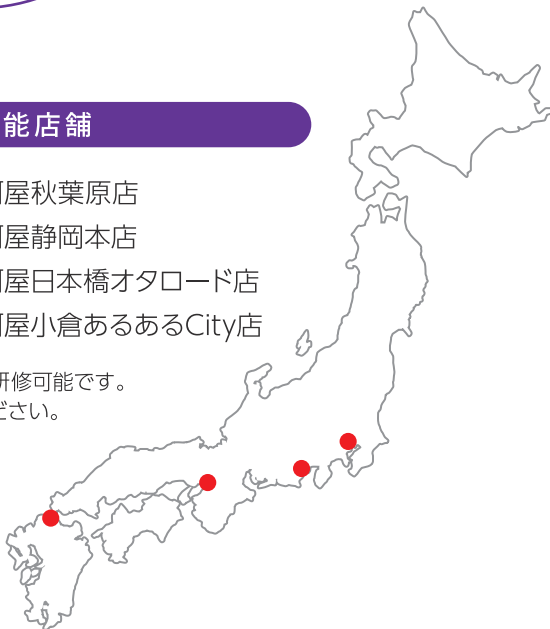 能店舗
屋秋葉原店
屋静岡本店
屋日本橋オタロード店
屋小倉あるあるCity店
研修可能です。
ださい。